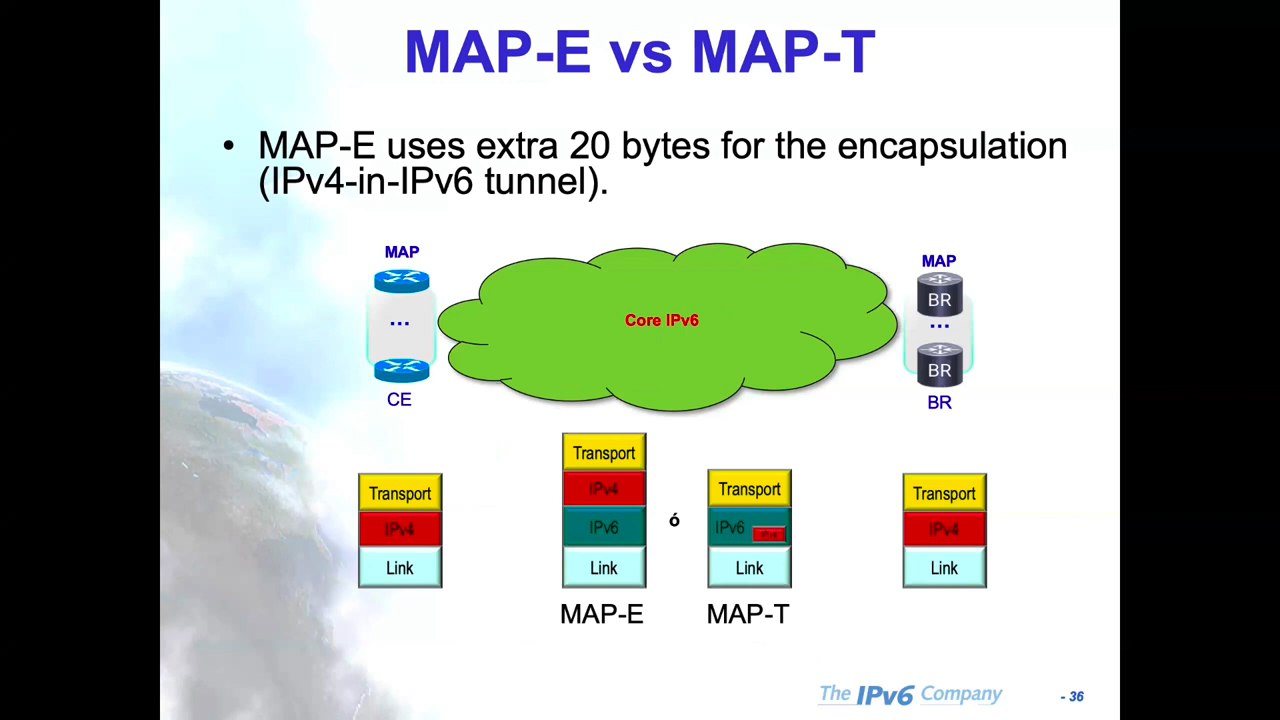 MAP-E vs MAP-T
• MAP-E uses extra 20 bytes for the encapsulation
(IPv4-in-IPv6 tunnel).
MAP
MAP
BR
...
Core IPv6
...
BR
CE
BR
Transport
IPv4
IPv6
Link
MAP-E
ó
Transport
IPv6
IPv4
Link
MAP-T
Transport
IPv4
Link
Transport
IPv4
Link
The IPv6 Company
- 36